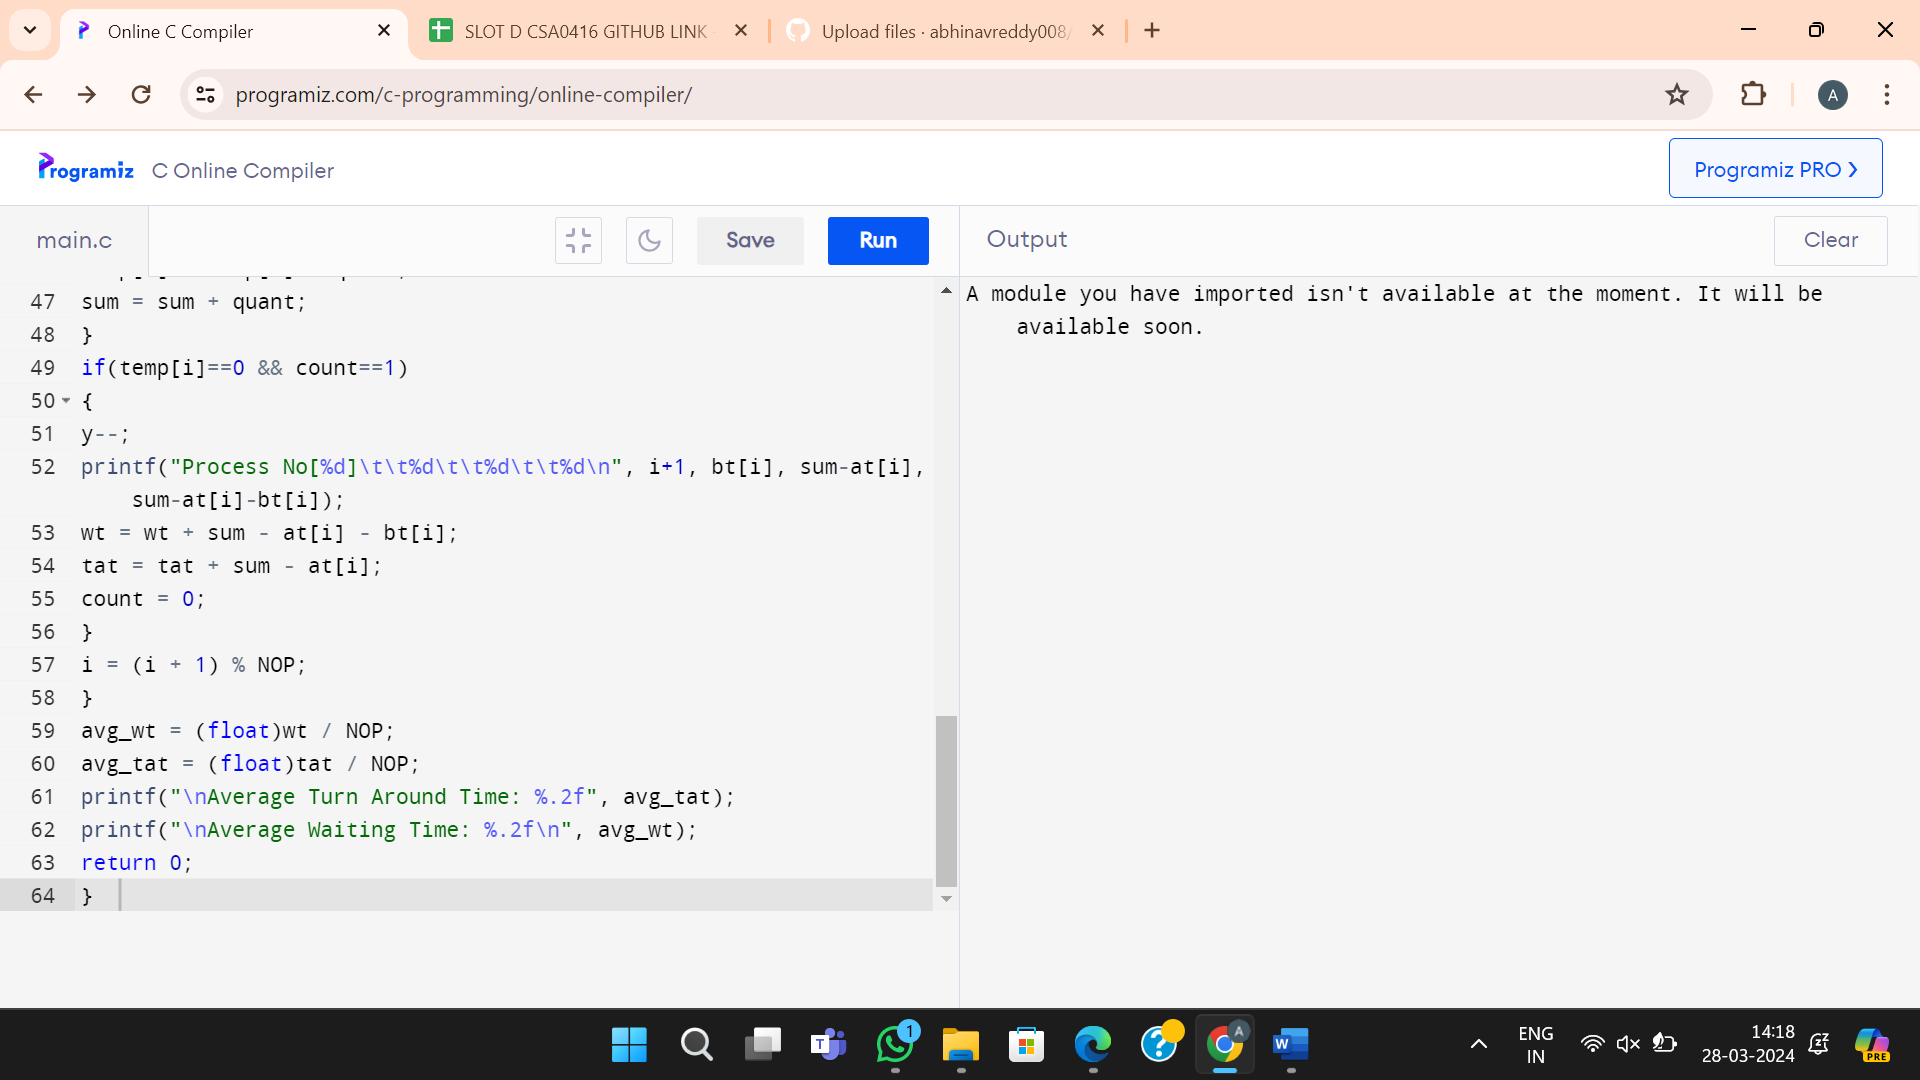 Online C Compiler
SLOT D CSA0416 GITHUB LINK
Upload files · abhinavreddy008/
programiz.com/c-programming/online-compiler/
A
Programiz
C Online Compiler
Programiz PRO ❯
main.c
Save
Run
Output
Clear
47 sum = sum + quant;
48 }
49 if(temp[i]==0 && count==1)
50 {
51 y--;
52 printf("Process No[%d]\t\t%d\t\t%d\t\t%d\n", i+1, bt[i], sum-at[i],
sum-at[i]-bt[i]);
53 wt = wt + sum - at[i] - bt[i];
54 tat = tat + sum - at[i];
55 count = 0;
56 }
57 i = (i + 1) % NOP;
58 }
59 avg_wt = (float)wt / NOP;
60 avg_tat = (float)tat / NOP;
61 printf("\nAverage Turn Around Time: %.2f", avg_tat);
62 printf("\nAverage Waiting Time: %.2f\n", avg_wt);
63 return 0;
64 }
A module you have imported isn't available at the moment. It will be
available soon.
1
A
ENG
IN
14:18
28-03-2024
PRE